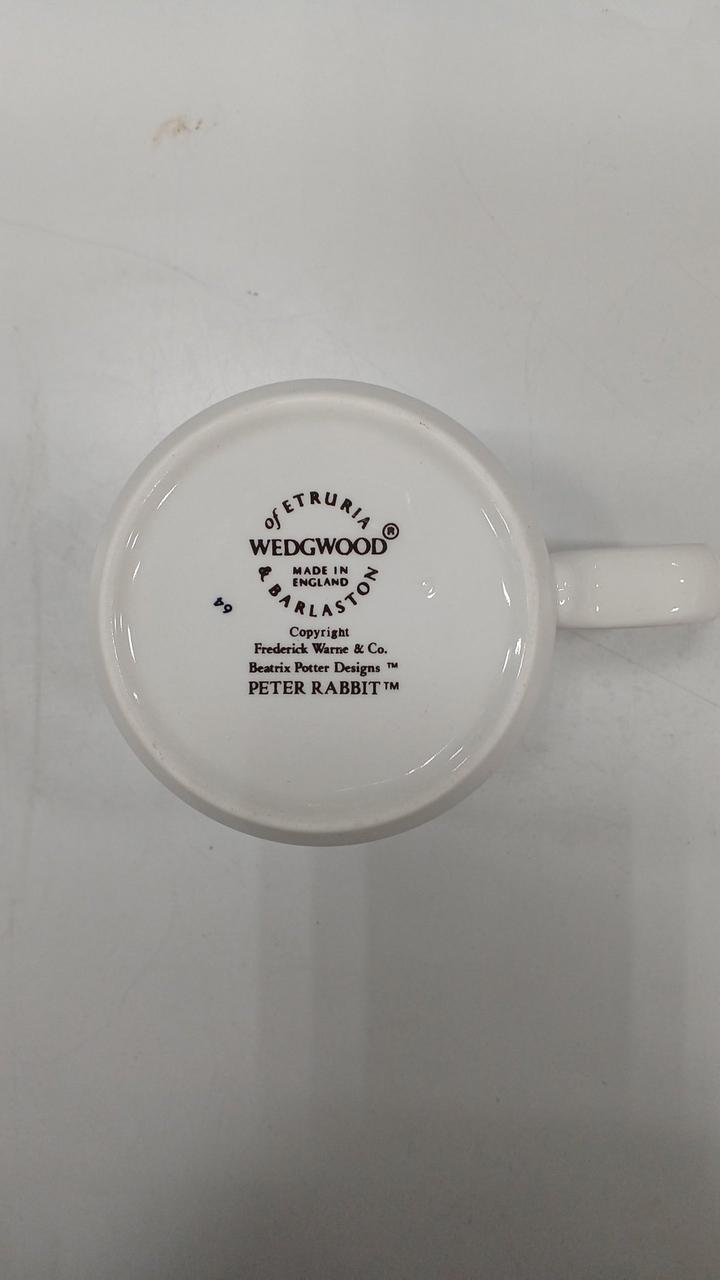 of ETRURIA
WEDGWOOD®
MADE IN
ENGLAND
& BARLASTON
64
Copyright
Frederick Warne & Co.
Beatrix Potter Designs ™
PETER RABBIT™